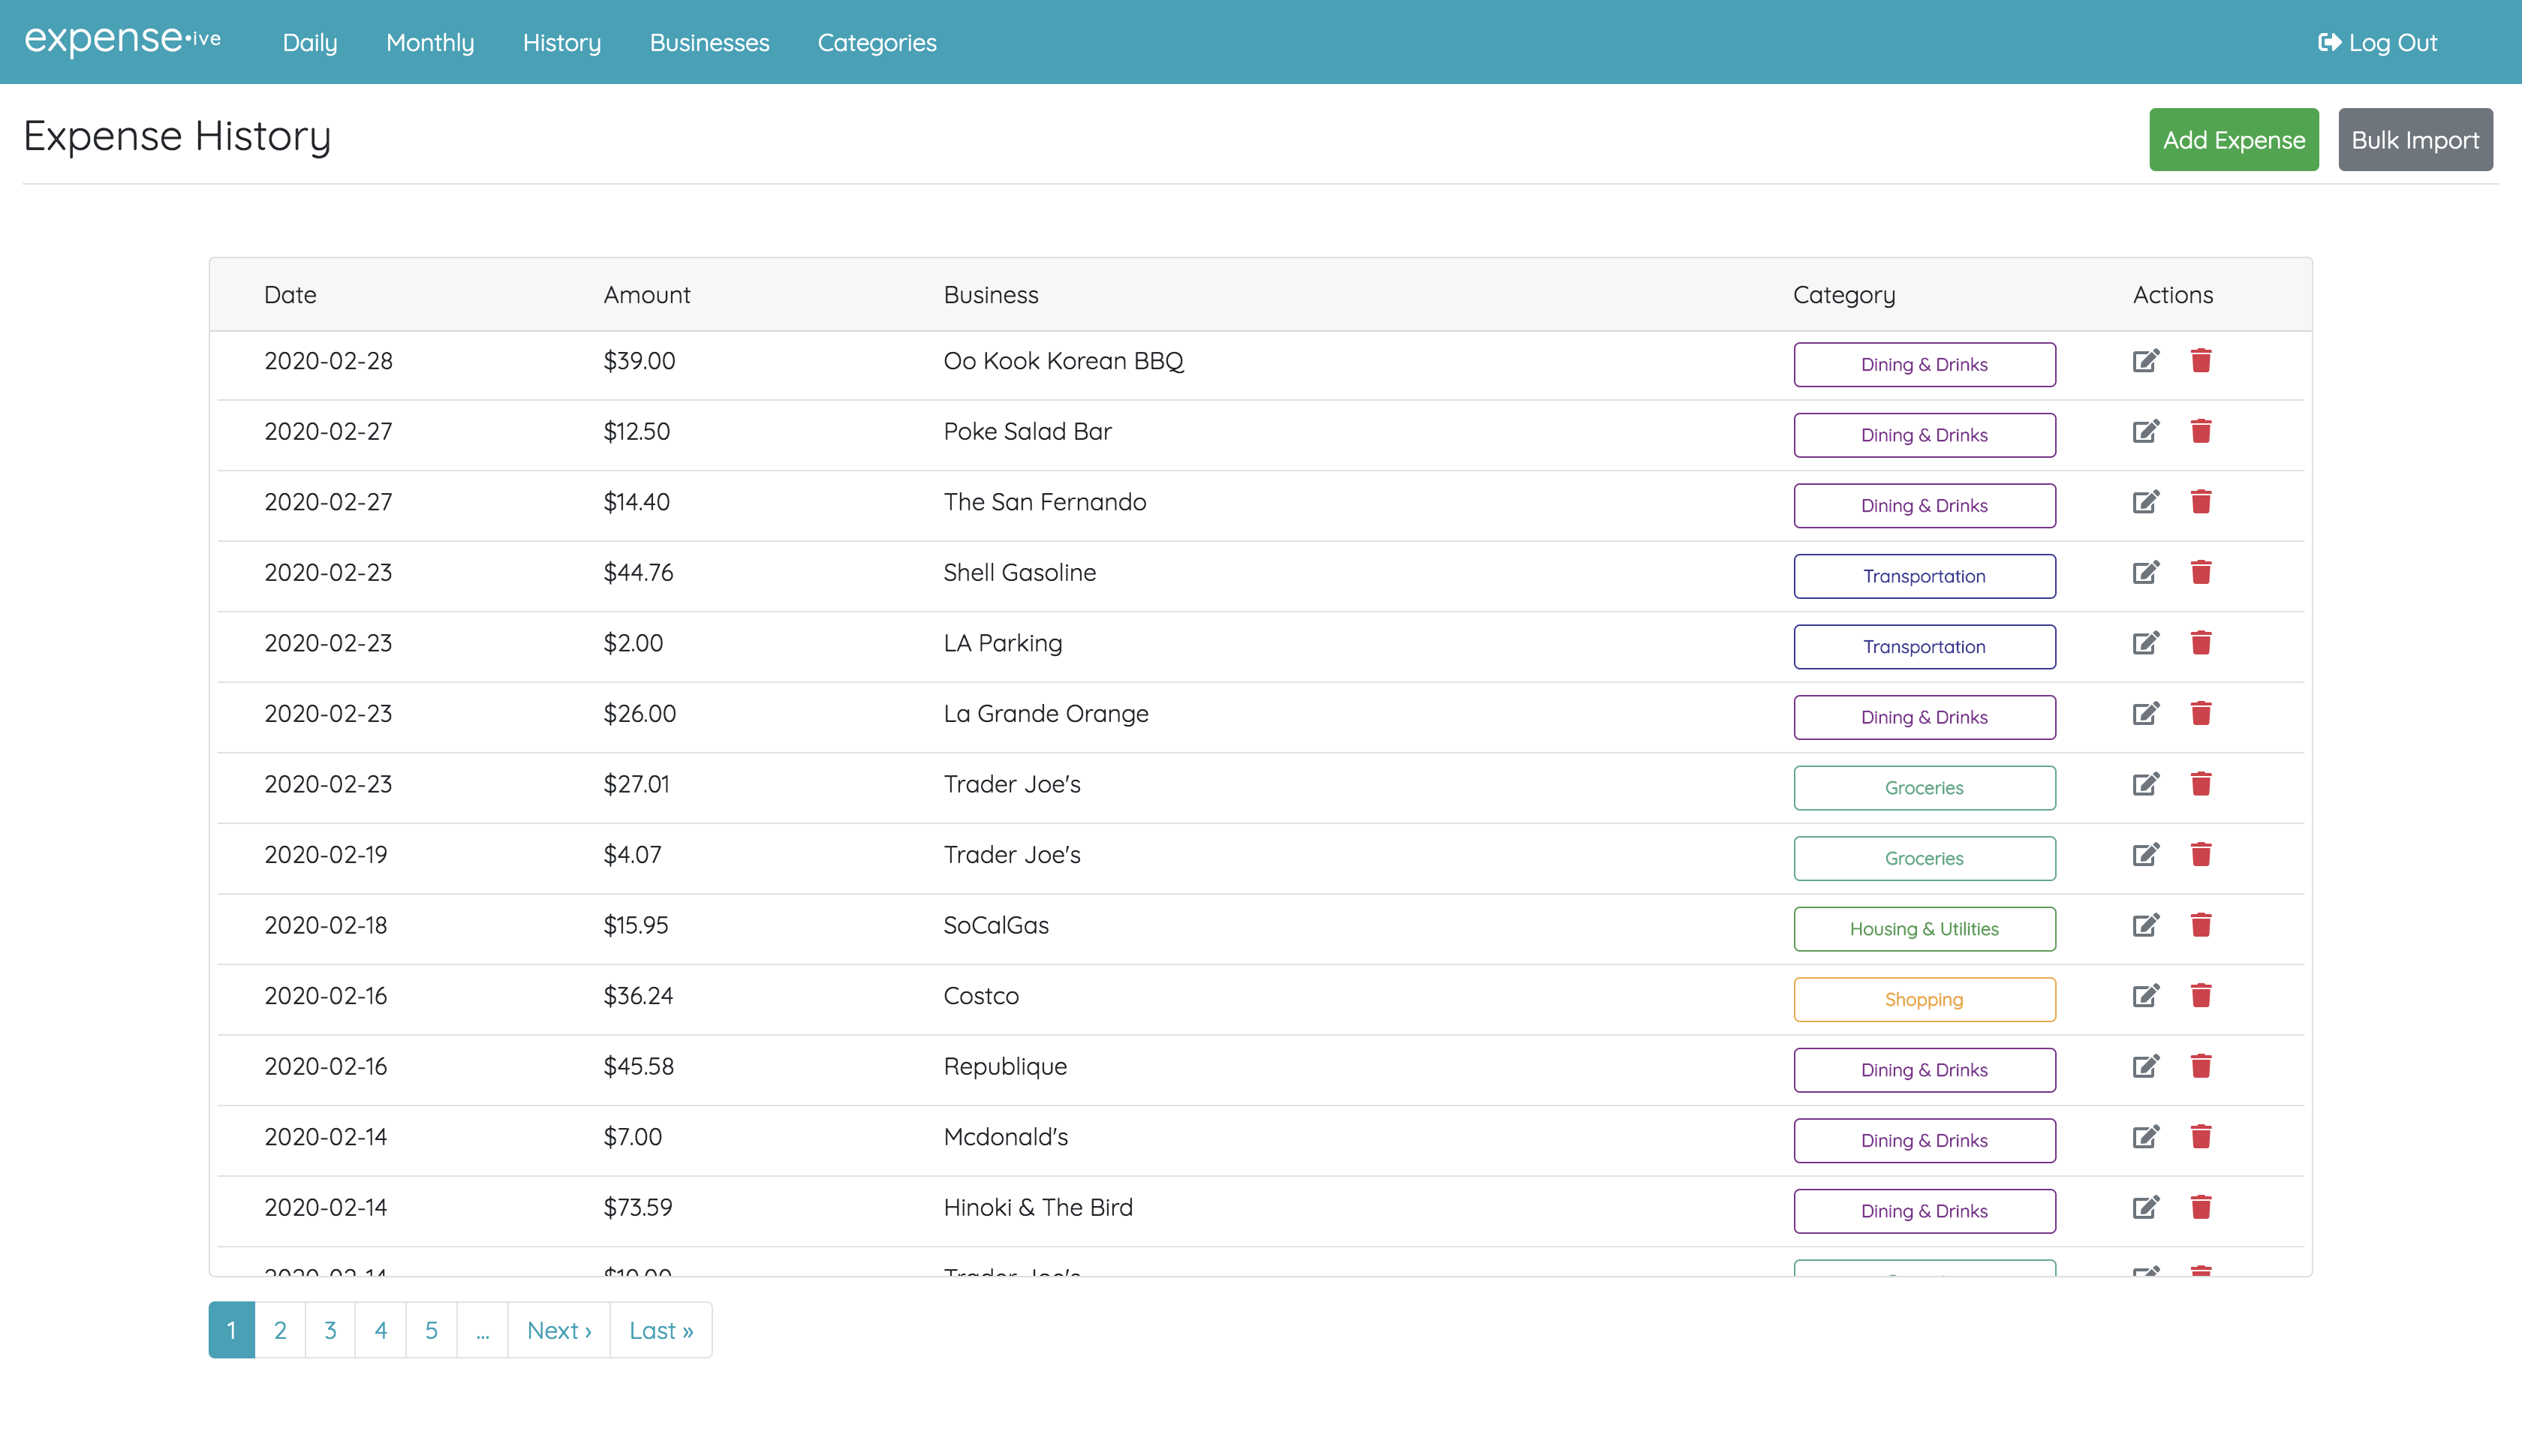 expense•ive Daily Monthly History Businesses Categories Log Out
Expense History Add Expense Bulk Import
Date Amount Business Category Actions
2020-02-28 $39.00 Oo Kook Korean BBQ Dining & Drinks
2020-02-27 $12.50 Poke Salad Bar Dining & Drinks
2020-02-27 $14.40 The San Fernando Dining & Drinks
2020-02-23 $44.76 Shell Gasoline Transportation
2020-02-23 $2.00 LA Parking Transportation
2020-02-23 $26.00 La Grande Orange Dining & Drinks
2020-02-23 $27.01 Trader Joe's Groceries
2020-02-19 $4.07 Trader Joe's Groceries
2020-02-18 $15.95 SoCalGas Housing & Utilities
2020-02-16 $36.24 Costco Shopping
2020-02-16 $45.58 Republique Dining & Drinks
2020-02-14 $7.00 Mcdonald's Dining & Drinks
2020-02-14 $73.59 Hinoki & The Bird Dining & Drinks
2020-02-14 Trader Joe's
1 2 3 4 5 ... Next › Last »